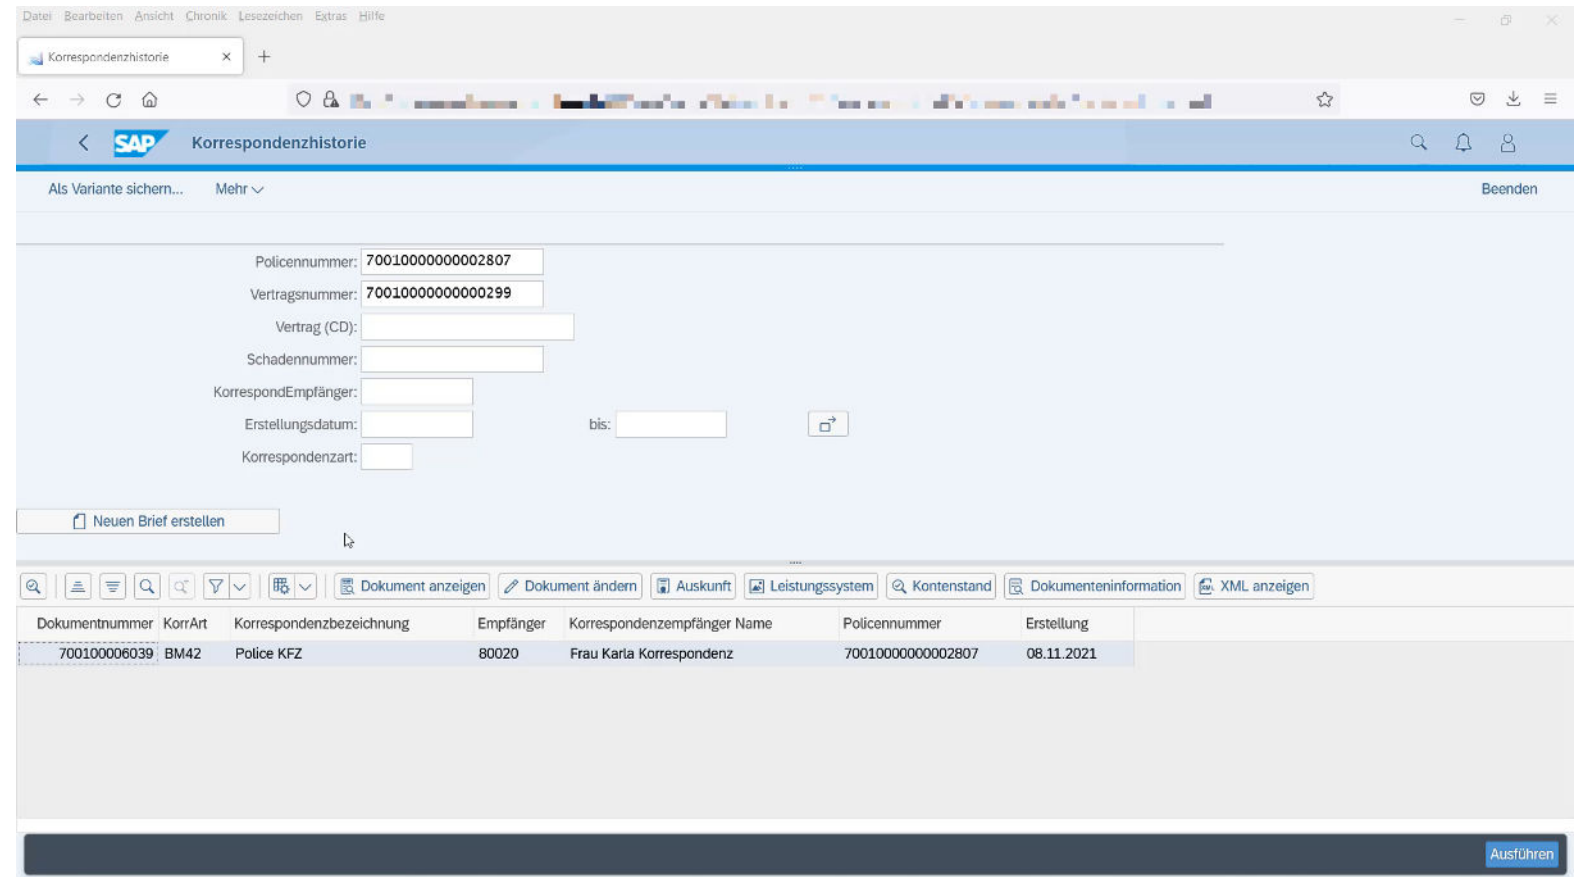 Datei Bearbeiten Ansicht Chronik Lesezeichen Extras Hilfe
Korrespondenzhistorie
SAP Korrespondenzhistorie
Als Variante sichern... Mehr Beenden
Policennummer: 70010000000002807
Vertragsnummer: 70010000000000299
Vertrag (CD):
Schadennummer:
KorrespondEmpfänger:
Erstellungsdatum: bis:
Korrespondenzart:
Neuen Brief erstellen
Dokument anzeigen Dokument ändern Auskunft Leistungssystem Kontenstand Dokumenteninformation XML anzeigen
Dokumentnummer KorrArt Korrespondenzbezeichnung Empfänger Korrespondenzempfänger Name Policennummer Erstellung
700100006039 BM42 Police KFZ 80020 Frau Karla Korrespondenz 70010000000002807 08.11.2021
Ausführen